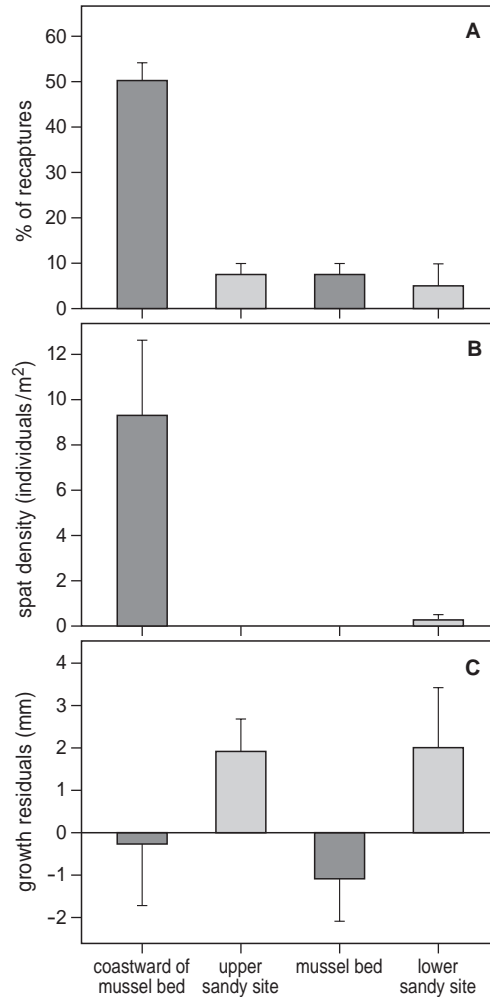 A
% of recaptures
60
50
40
30
20
10
0
B
spat density (individuals/m²)
12
10
8
6
4
2
0
C
growth residuals (mm)
4
3
2
1
0
-1
-2
coastward of
mussel bed
upper
sandy site
mussel bed
lower
sandy site